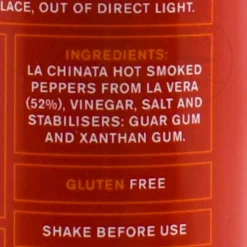 LACE, OUT OF DIRECT LIGHT.
INGREDIENTS:
LA CHINATA HOT SMOKED
PEPPERS FROM LA VERA
(52%), VINEGAR, SALT AND
STABILISERS: GUAR GUM
AND XANTHAN GUM.
GLUTEN FREE
SHAKE BEFORE USE